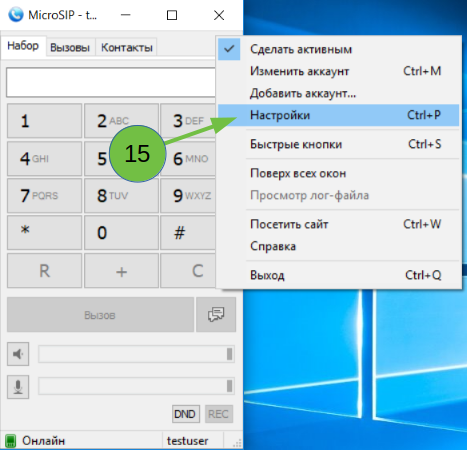 MicroSIP - t...
Набор Вызовы Контакты
Сделать активным
Изменить аккаунт Ctrl+M
Добавить аккаунт...
Настройки Ctrl+P
Быстрые кнопки Ctrl+S
Поверх всех окон
Просмотр лог-файла
Посетить сайт Ctrl+W
Справка
Выход Ctrl+Q
1 2 ABC 3 DEF
4 GHI 5 15 6 MNO
7 PQRS 8 TUV 9 WXYZ
* 0 #
R + C
Вызов
DND REC
Онлайн testuser